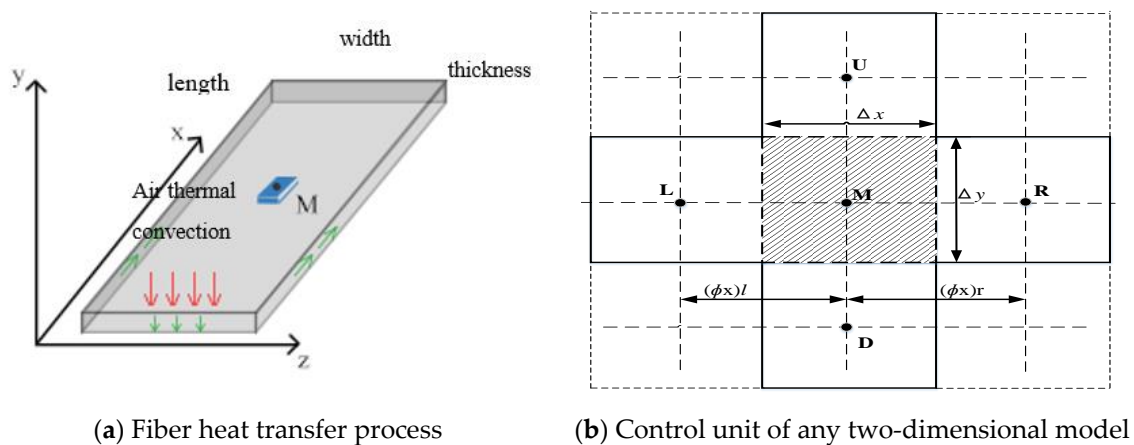 y
width
length
thickness
x
Air thermal
convection
M
z
U
△ x
L
M
R
△ y
(ϕx)l
(ϕx)r
D
(a) Fiber heat transfer process
(b) Control unit of any two-dimensional model